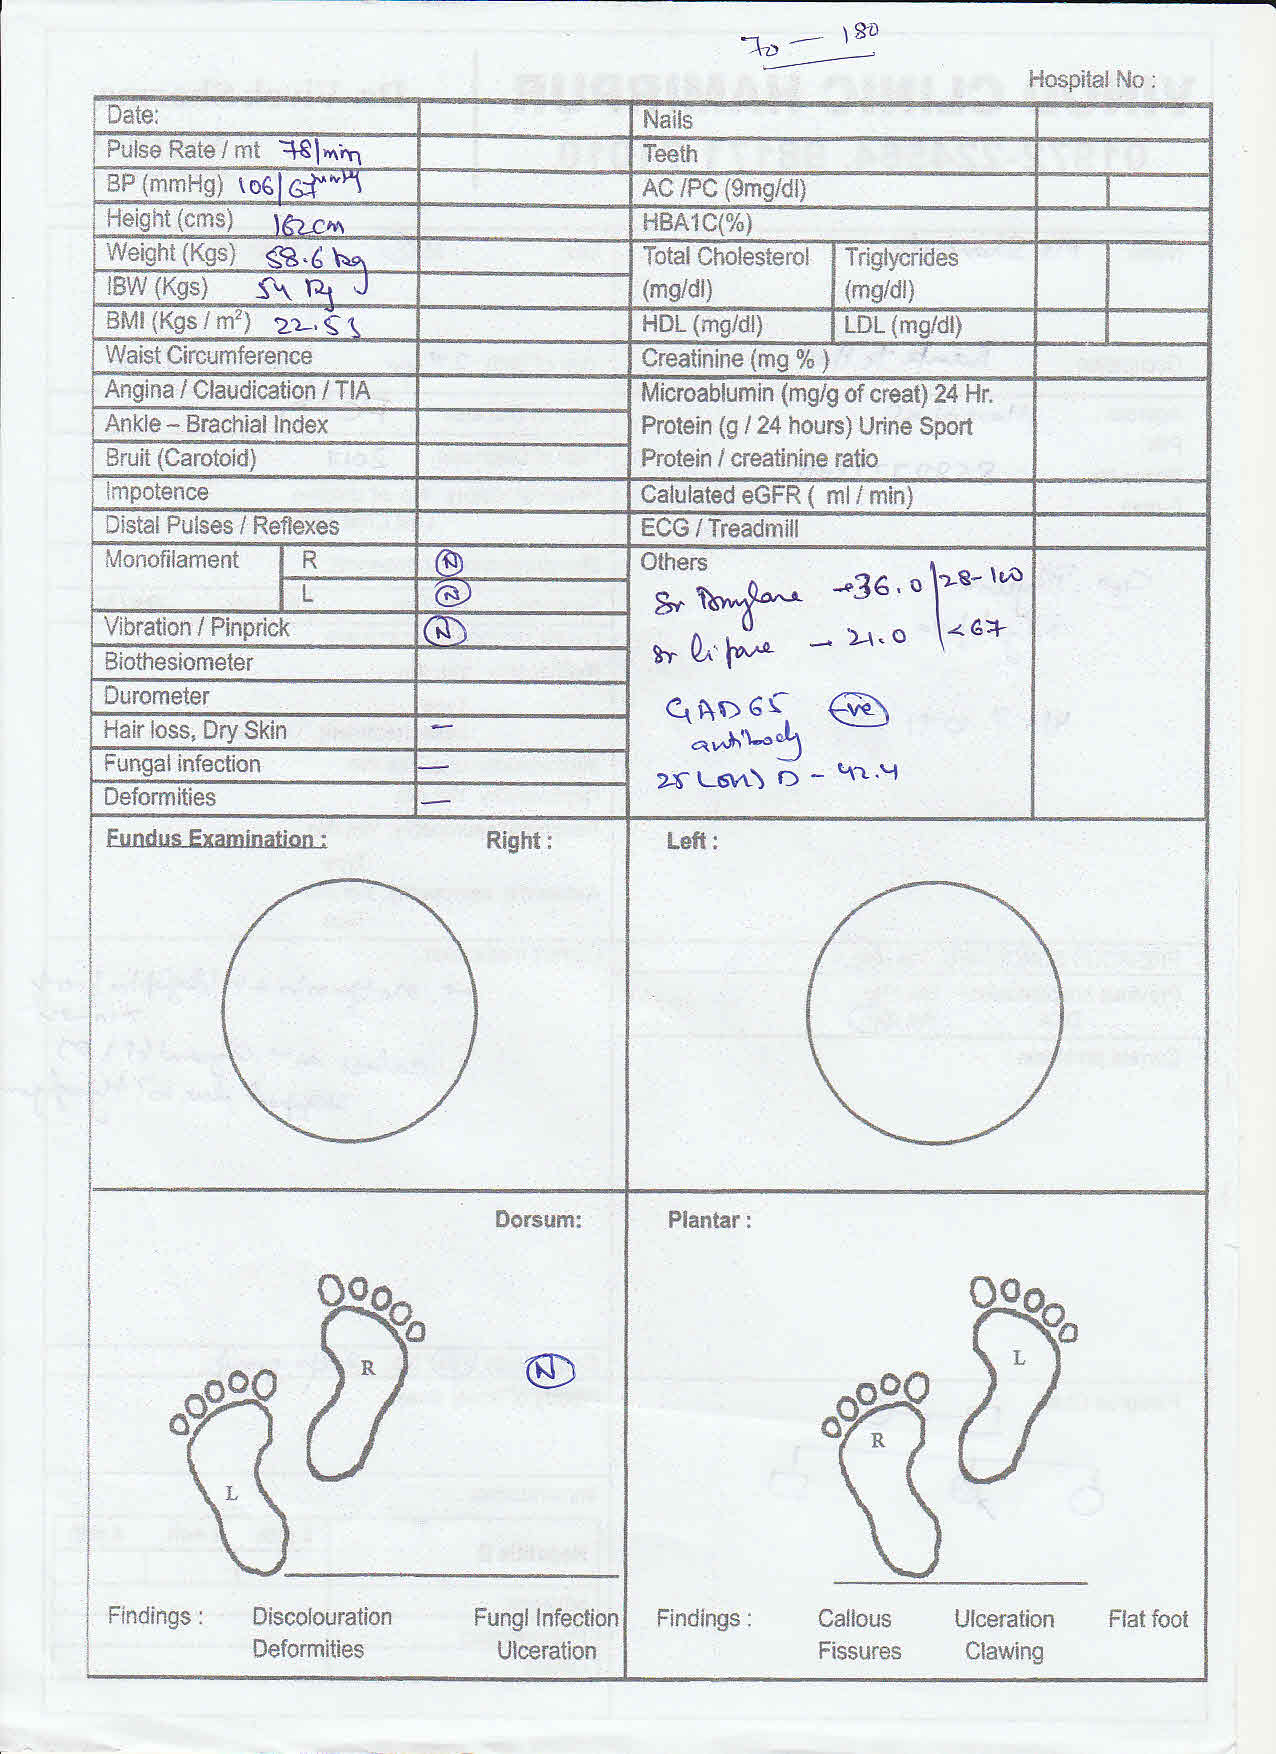 70 — 180
Hospital No :
Date:
Pulse Rate / mt 78/min
BP (mmHg) 106/67 mmHg
Height (cms) 162cm
Weight (Kgs) 58.6 kg
IBW (Kgs) 54 Kg
BMI (Kgs / m²) 22.53
Waist Circumference
Angina / Claudication / TIA
Ankle – Brachial Index
Bruit (Carotoid)
Impotence
Distal Pulses / Reflexes
Monofilament R N
L N
Vibration / Pinprick N
Biothesiometer
Durometer
Hair loss, Dry Skin —
Fungal infection —
Deformities —
Nails
Teeth
AC /PC (9mg/dl)
HBA1C(%)
Total Cholesterol (mg/dl)
Triglycrides (mg/dl)
HDL (mg/dl) LDL (mg/dl)
Creatinine (mg % )
Microablumin (mg/g of creat) 24 Hr.
Protein (g / 24 hours) Urine Sport
Protein / creatinine ratio
Calulated eGFR ( ml / min)
ECG / Treadmill
Others
Sr Amylase → 36.0 | 28-100
Sr lipase → 21.0 | <67
GAD65 -ve
antibody
25(OH) D - 42.4
Fundus Examination : Right :
Left :
Dorsum:
R
N
L
Findings : Discolouration Fungl Infection
Deformities Ulceration
Plantar :
L
R
Findings : Callous Ulceration Flat foot
Fissures Clawing